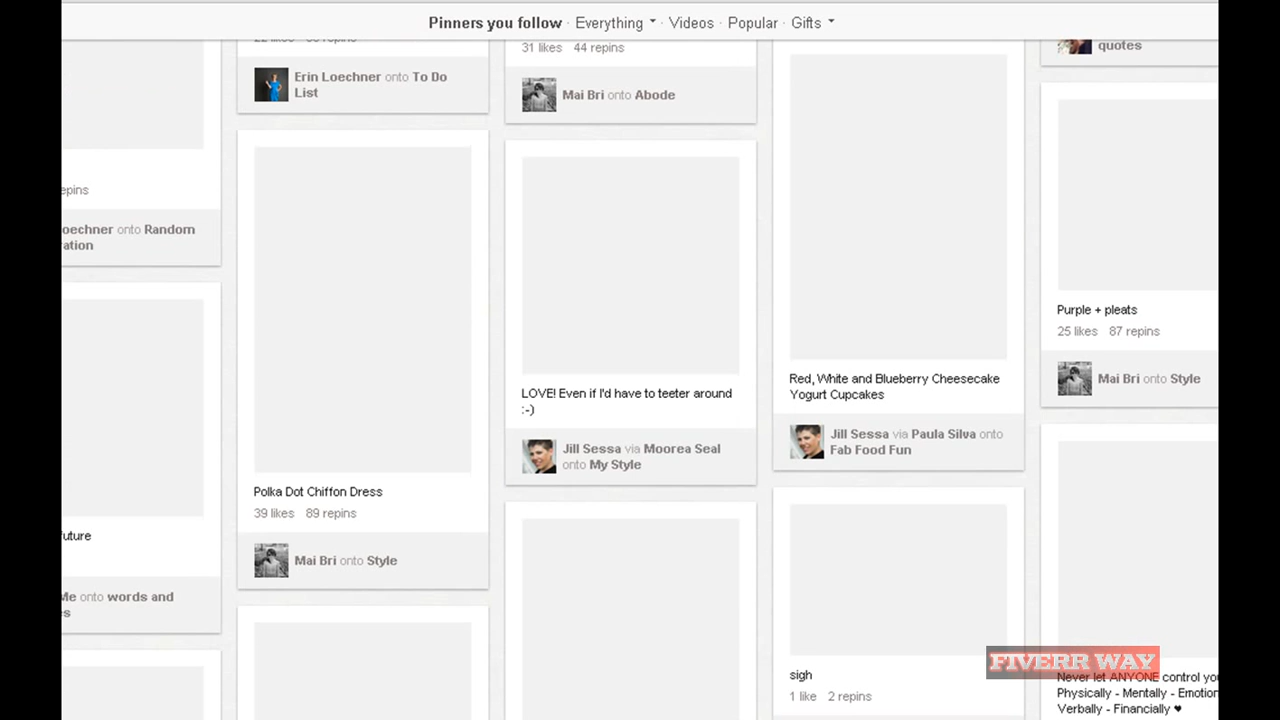 Pinners you follow · Everything · Videos · Popular · Gifts
epins
oechner onto Random
ration
future
Me onto words and
es
Erin Loechner onto To Do
List
Polka Dot Chiffon Dress
39 likes 89 repins
Mai Bri onto Style
31 likes 44 repins
Mai Bri onto Abode
LOVE! Even if I'd have to teeter around
:-)
Jill Sessa via Moorea Seal
onto My Style
Red, White and Blueberry Cheesecake
Yogurt Cupcakes
Jill Sessa via Paula Silva onto
Fab Food Fun
sigh
1 like 2 repins
quotes
Purple + pleats
25 likes 87 repins
Mai Bri onto Style
Never let ANYONE control you
Physically - Mentally - Emotion
Verbally - Financially ♥
FIVERR WAY